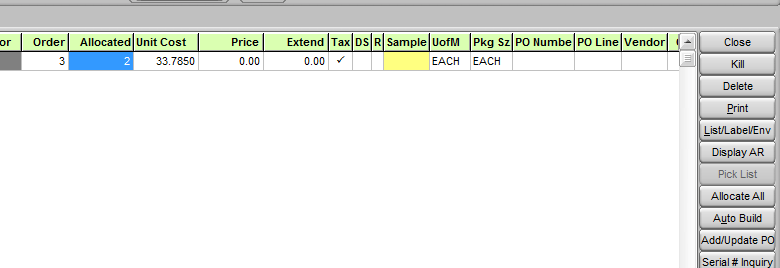 or Order Allocated Unit Cost Price Extend Tax DS R Sample UofM Pkg Sz PO Numbe PO Line Vendor
3 2 33.7850 0.00 0.00 ✓ EACH EACH
Close
Kill
Delete
Print
List/Label/Env
Display AR
Pick List
Allocate All
Auto Build
Add/Update PO
Serial # Inquiry